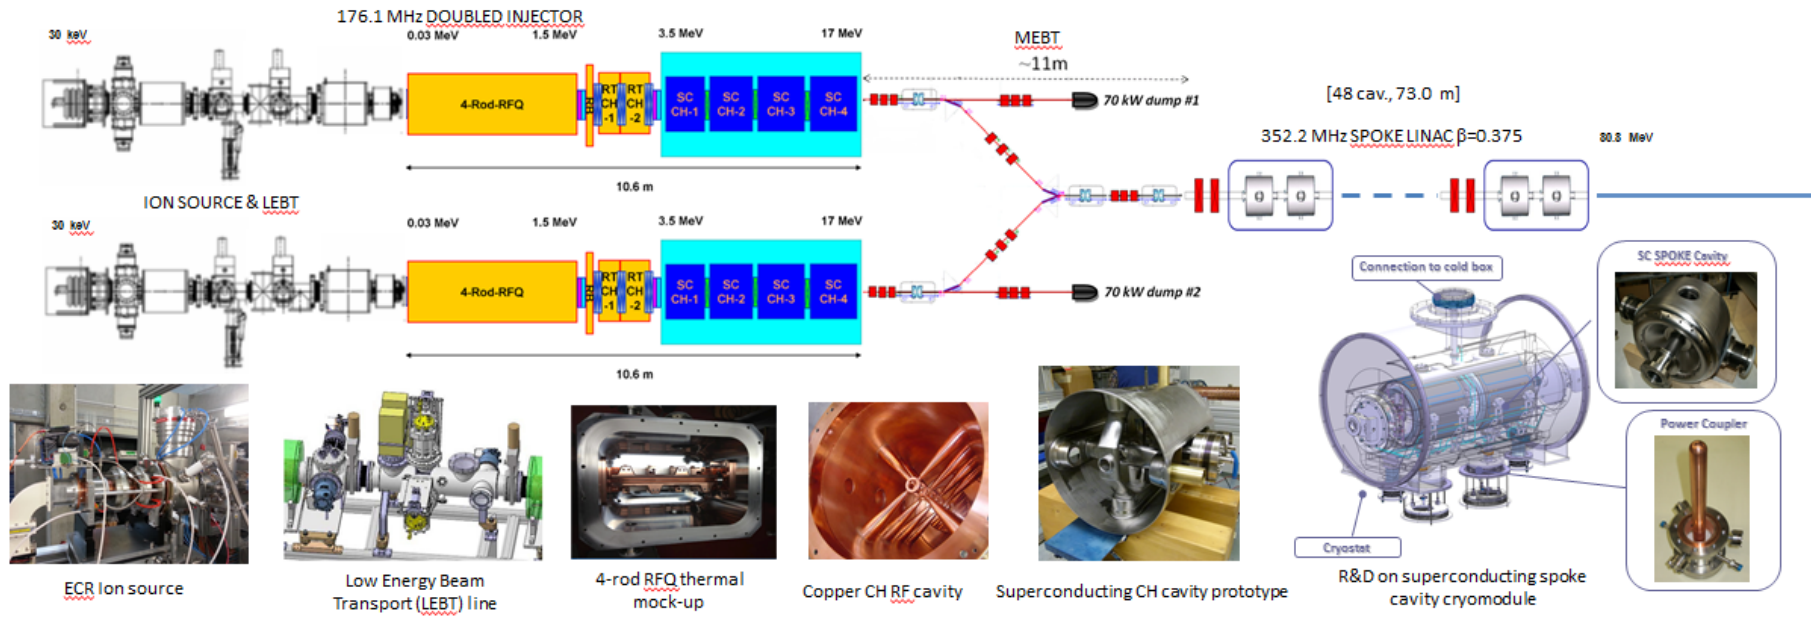 176.1 MHz DOUBLED INJECTOR
30 keV
0.03 MeV
1.5 MeV
3.5 MeV
17 MeV
MEBT
~11m
4-Rod-RFQ
RB
RT
CH
-1
RT
CH
-2
SC
CH-1
SC
CH-2
SC
CH-3
SC
CH-4
70 kW dump #1
[48 cav., 73.0 m]
352.2 MHz SPOKE LINAC β=0.375
80.8 MeV
10.6 m
ION SOURCE & LEBT
30 keV
0.03 MeV
1.5 MeV
3.5 MeV
17 MeV
4-Rod-RFQ
RB
RT
CH
-1
RT
CH
-2
SC
CH-1
SC
CH-2
SC
CH-3
SC
CH-4
70 kW dump #2
10.6 m
Connection to cold box
SC SPOKE Cavity
Power Coupler
Cryostat
ECR Ion source
Low Energy Beam
Transport (LEBT) line
4-rod RFQ thermal
mock-up
Copper CH RF cavity
Superconducting CH cavity prototype
R&D on superconducting spoke
cavity cryomodule